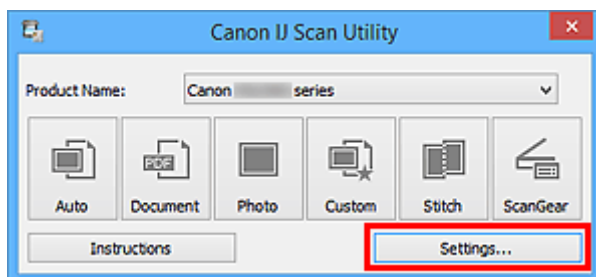 Canon IJ Scan Utility
Product Name: Canon series
PDF
Auto Document Photo Custom Stitch ScanGear
Instructions Settings...